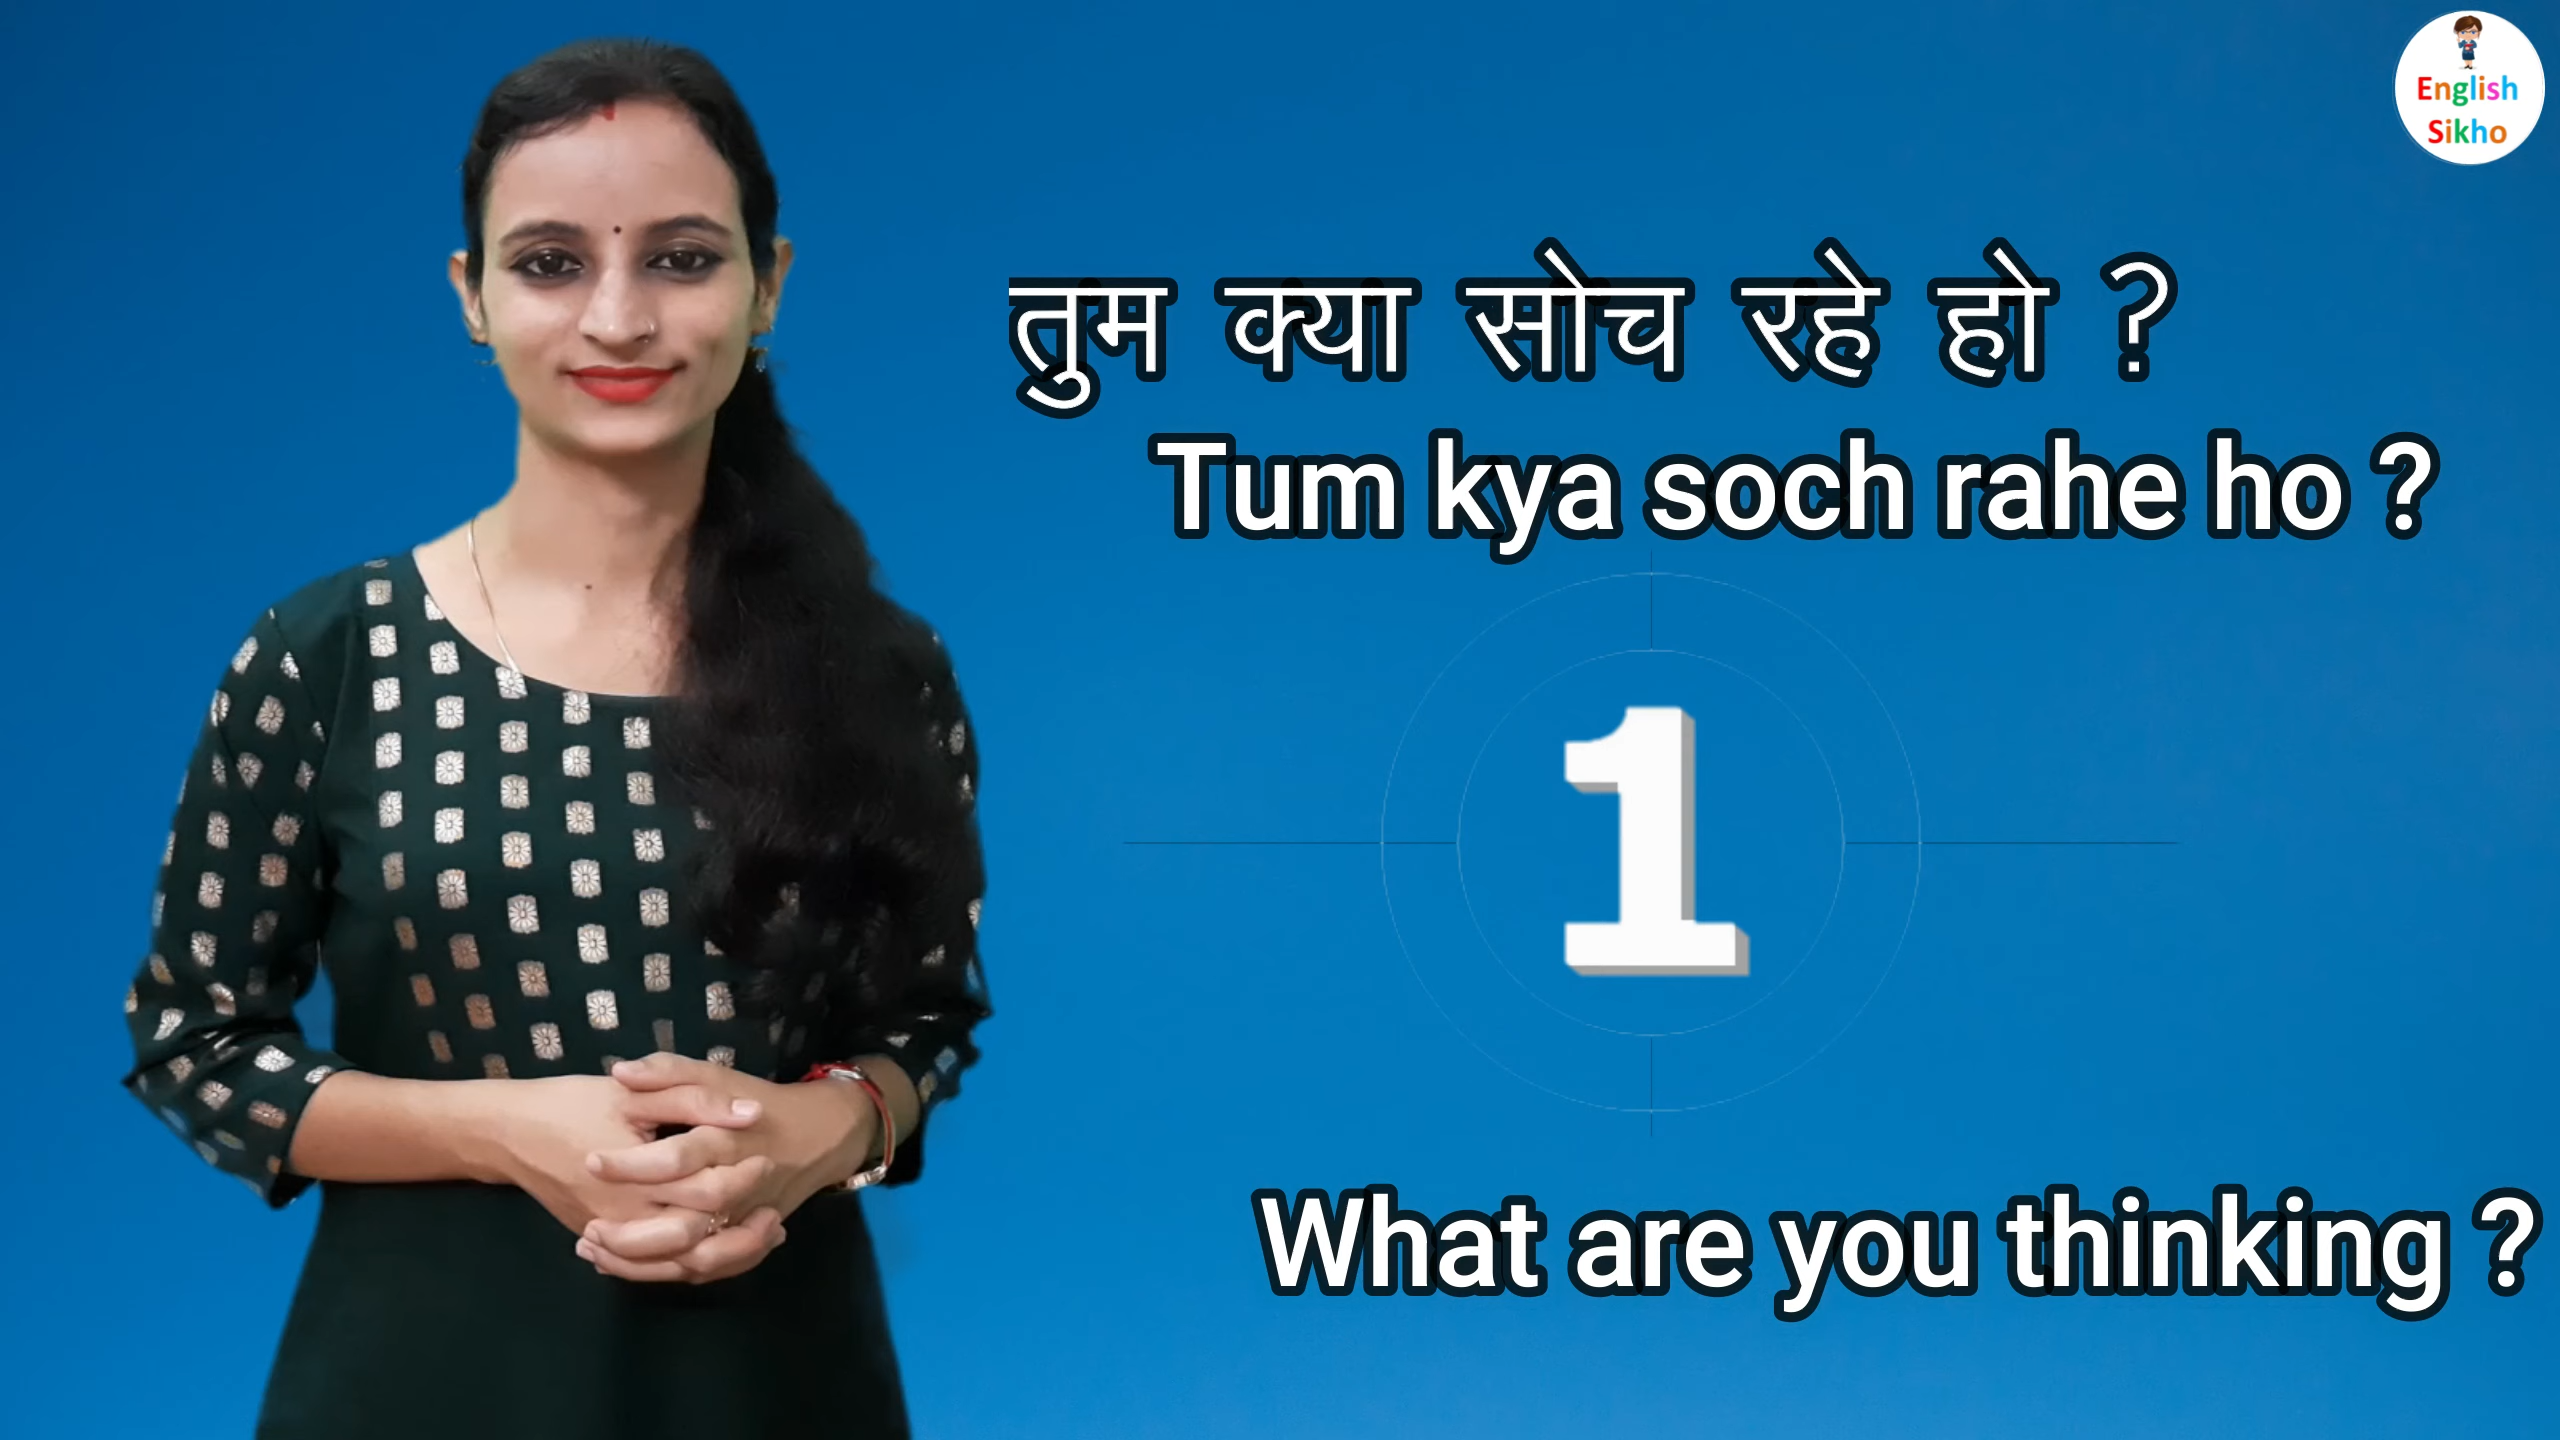 English
Sikho
तुम क्या सोच रहे हो ?
Tum kya soch rahe ho ?
1
What are you thinking ?